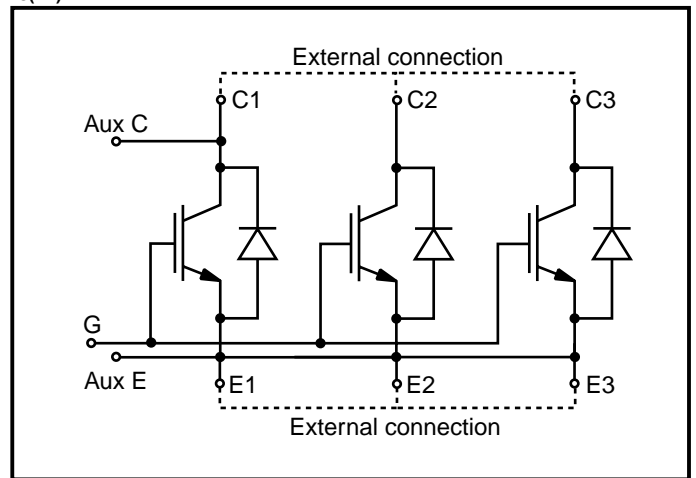 External connection
C1
C2
C3
Aux C
G
Aux E
E1
E2
E3
External connection